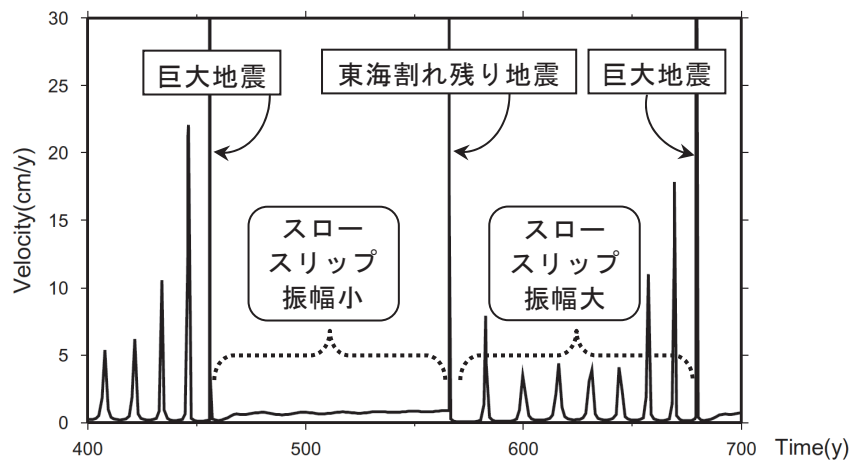 30
25
20
15
10
5
0
Velocity(cm/y)
巨大地震
東海割れ残り地震
巨大地震
スロー
スリップ
振幅小
スロー
スリップ
振幅大
400
500
600
700
Time(y)